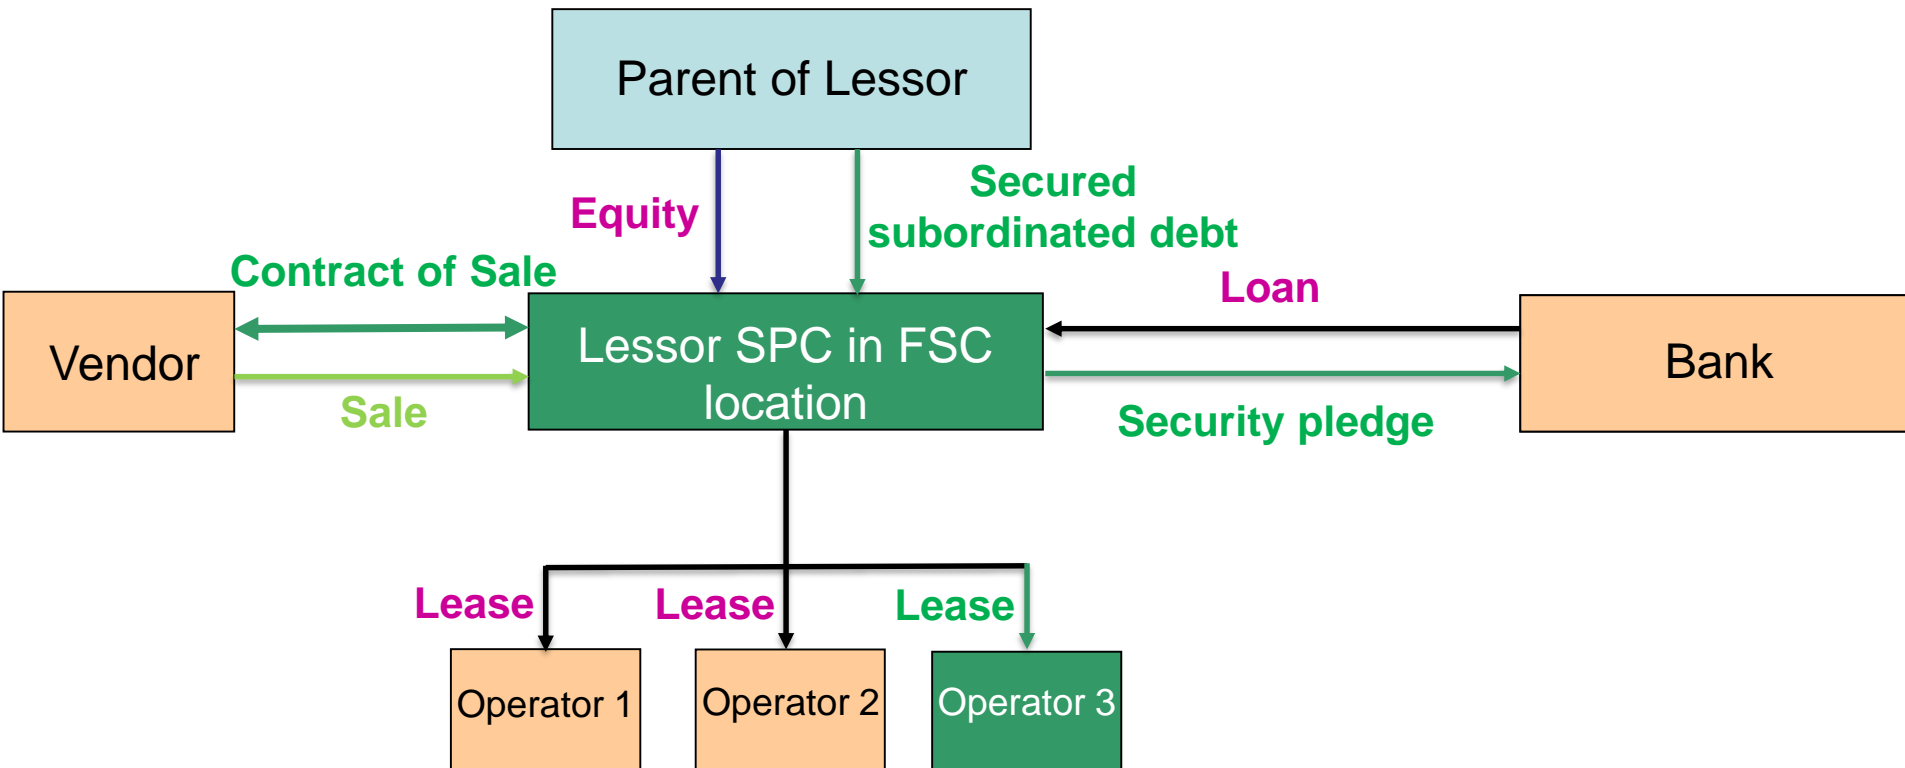 Parent of Lessor
Equity
Secured
subordinated debt
Contract of Sale
Loan
Vendor
Lessor SPC in FSC
location
Bank
Sale
Security pledge
Lease
Lease
Lease
Operator 1
Operator 2
Operator 3